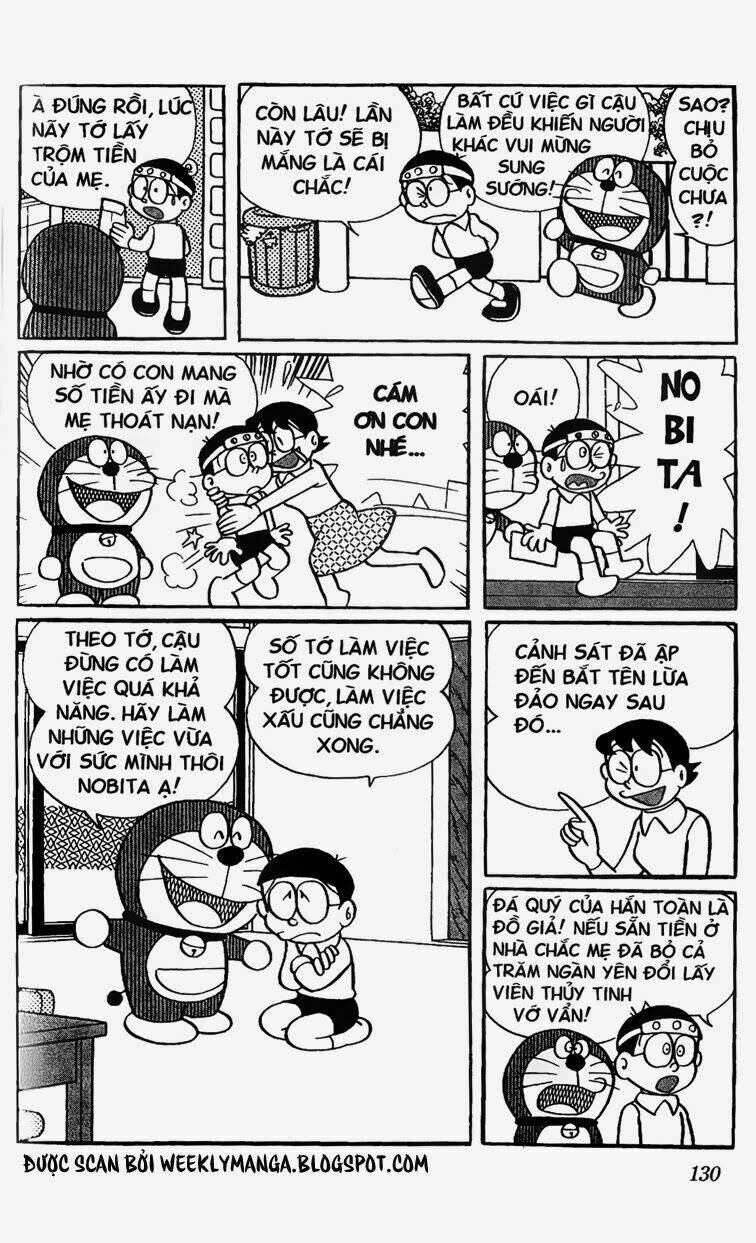 SAO?
CHỊU
BỎ
CUỘC
CHƯA
?!
BẤT CỨ VIỆC GÌ CẬU
LÀM ĐỀU KHIẾN NGƯỜI
KHÁC VUI MỪNG
SUNG
SƯỚNG!
CÒN LÂU! LẦN
NÀY TỚ SẼ BỊ
MẮNG LÀ CÁI
CHẮC!
À ĐÚNG RỒI, LÚC
NÃY TỚ LẤY
TRỘM TIỀN
CỦA MẸ.
NO
BI
TA
!
OÁI!
CÁM
ƠN CON
NHÉ...
NHỜ CÓ CON MANG
SỐ TIỀN ẤY ĐI MÀ
MẸ THOÁT NẠN!
CẢNH SÁT ĐÃ ẬP
ĐẾN BẮT TÊN LỪA
ĐẢO NGAY SAU
ĐÓ...
ĐÁ QUÝ CỦA HẮN TOÀN LÀ
ĐỒ GIẢ! NẾU SẴN TIỀN Ở
NHÀ CHẮC MẸ ĐÃ BỎ CẢ
TRĂM NGÀN YÊN ĐỔI LẤY
VIÊN THỦY TINH
VỚ VẨN!
SỐ TỚ LÀM VIỆC
TỐT CŨNG KHÔNG
ĐƯỢC, LÀM VIỆC
XẤU CŨNG CHẲNG
XONG.
THEO TỚ, CẬU
ĐỪNG CÓ LÀM
VIỆC QUÁ KHẢ
NĂNG. HÃY LÀM
NHỮNG VIỆC VỪA
VỚI SỨC MÌNH THÔI
NOBITA Ạ!
ĐƯỢC SCAN BỞI WEEKLYMANGA.BLOGSPOT.COM
130